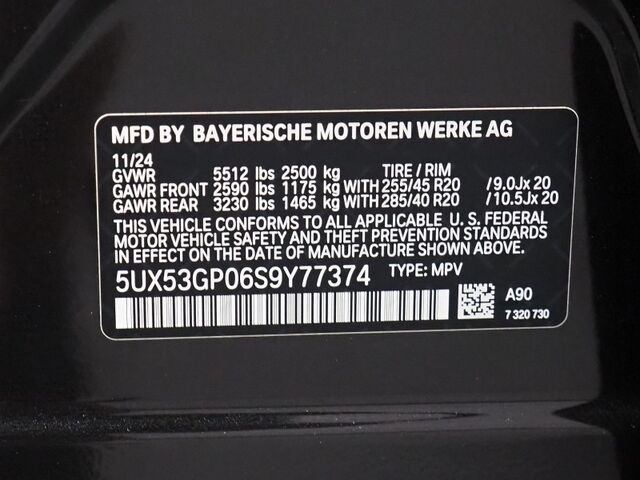 MFD BY BAYERISCHE MOTOREN WERKE AG
11/24
GVWR 5512 lbs 2500 kg TIRE / RIM
GAWR FRONT 2590 lbs 1175 kg WITH 255/45 R20 /9.0Jx 20
GAWR REAR 3230 lbs 1465 kg WITH 285/40 R20 /10.5Jx 20
THIS VEHICLE CONFORMS TO ALL APPLICABLE U. S. FEDERAL
MOTOR VEHICLE SAFETY AND THEFT PREVENTION STANDARDS
IN EFFECT ON THE DATE OF MANUFACTURE SHOWN ABOVE.
5UX53GP06S9Y77374 TYPE: MPV
A90
7 320 730